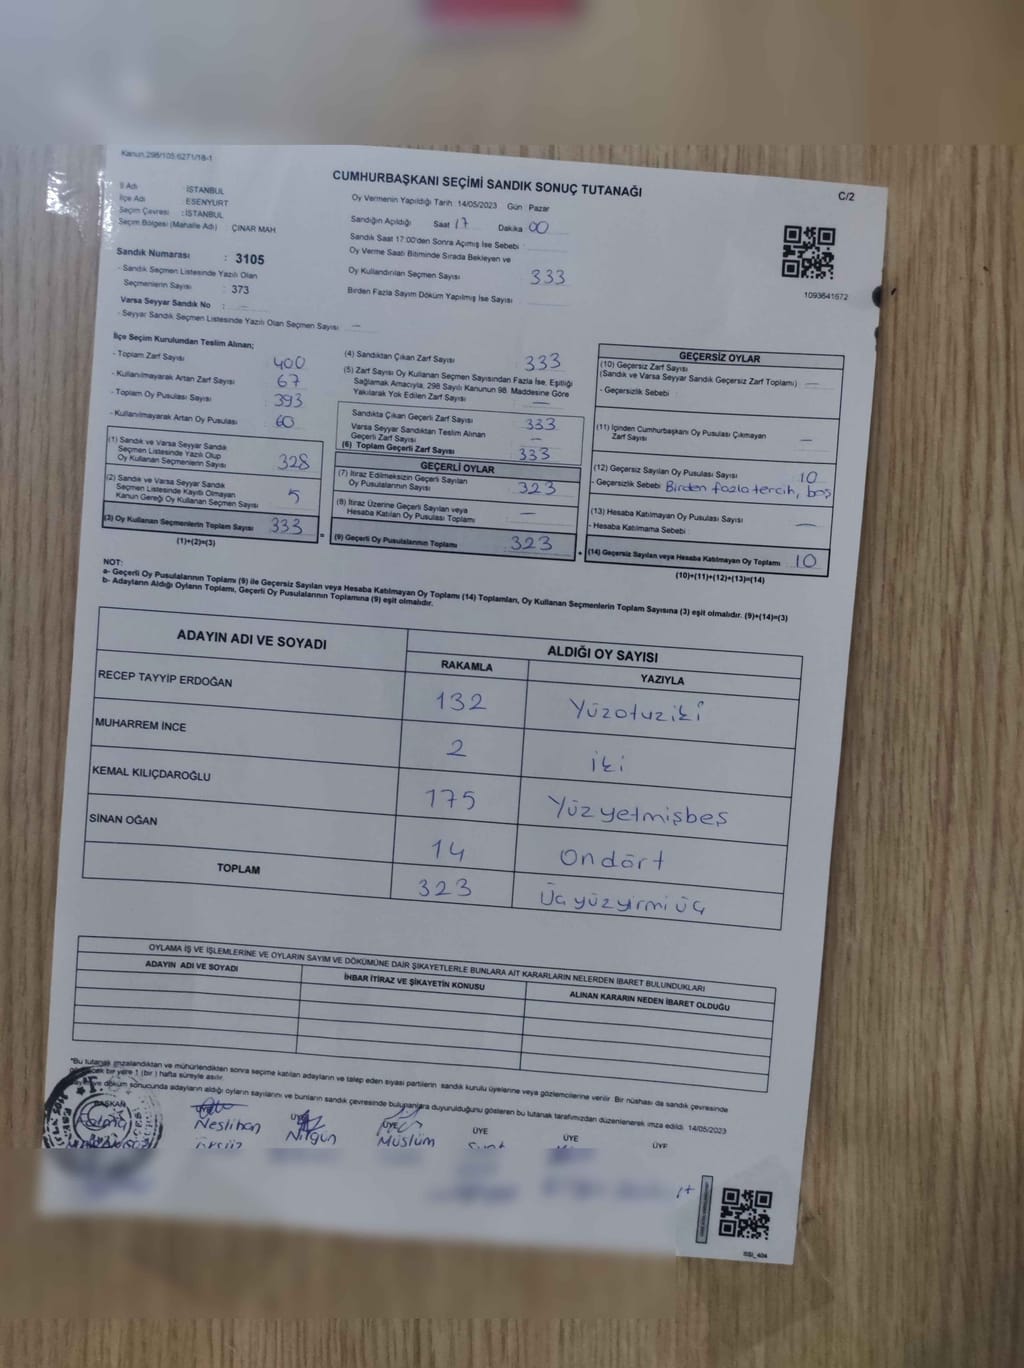 Kanun,298/105;6271/18-1
CUMHURBAŞKANI SEÇİMİ SANDIK SONUÇ TUTANAĞI
C/2
İl Adı : İSTANBUL
İlçe Adı : ESENYURT
Seçim Çevresi : İSTANBUL
Seçim Bölgesi (Mahalle Adı) : ÇINAR MAH
Oy Vermenin Yapıldığı Tarih : 14/05/2023 Gün : Pazar
Sandığın Açıldığı Saat 17 Dakika 00
Sandık Saat 17:00'den Sonra Açılmış İse Sebebi :
Oy Verme Saati Bitiminde Sırada Bekleyen ve
Oy Kullandırılan Seçmen Sayısı 333
Birden Fazla Sayım Döküm Yapılmış İse Sayısı
1093641672
Sandık Numarası : 3105
- Sandık Seçmen Listesinde Yazılı Olan
Seçmenlerin Sayısı : 373
Varsa Seyyar Sandık No : —
- Seyyar Sandık Seçmen Listesinde Yazılı Olan Seçmen Sayısı —
İlçe Seçim Kurulundan Teslim Alınan;
- Toplam Zarf Sayısı 400
- Kullanılmayarak Artan Zarf Sayısı 67
- Toplam Oy Pusulası Sayısı 393
- Kullanılmayarak Artan Oy Pusulası 60
(1) Sandık ve Varsa Seyyar Sandık
Seçmen Listesinde Yazılı Olup
Oy Kullanan Seçmenlerin Sayısı 328
(2) Sandık ve Varsa Seyyar Sandık
Seçmen Listesinde Kayıtlı Olmayan
Kanun Gereği Oy Kullanan Seçmen Sayısı 5
(3) Oy Kullanan Seçmenlerin Toplam Sayısı 333
(1)+(2)=(3)
(4) Sandıktan Çıkan Zarf Sayısı 333
(5) Zarf Sayısı Oy Kullanan Seçmen Sayısından Fazla İse, Eşitliği
Sağlamak Amacıyla, 298 Sayılı Kanunun 98. Maddesine Göre
Yakılarak Yok Edilen Zarf Sayısı —
Sandıkta Çıkan Geçerli Zarf Sayısı 333
Varsa Seyyar Sandıktan Teslim Alınan
Geçerli Zarf Sayısı —
(6) Toplam Geçerli Zarf Sayısı 333
GEÇERLİ OYLAR
(7) İtiraz Edilmeksizin Geçerli Sayılan
Oy Pusulalarının Sayısı 323
(8) İtiraz Üzerine Geçerli Sayılan veya
Hesaba Katılan Oy Pusulası Toplamı —
= (9) Geçerli Oy Pusulalarının Toplamı 323
GEÇERSİZ OYLAR
(10) Geçersiz Zarf Sayısı
(Sandık ve Varsa Seyyar Sandık Geçersiz Zarf Toplamı) —
- Geçersizlik Sebebi :
(11) İçinden Cumhurbaşkanı Oy Pusulası Çıkmayan
Zarf Sayısı —
(12) Geçersiz Sayılan Oy Pusulası Sayısı 10
- Geçersizlik Sebebi : Birden fazla tercih, boş
(13) Hesaba Katılmayan Oy Pusulası Sayısı —
- Hesaba Katılmama Sebebi :
+ (14) Geçersiz Sayılan veya Hesaba Katılmayan Oy Toplamı 10
(10)+(11)+(12)+(13)=(14)
NOT:
a- Geçerli Oy Pusulalarının Toplamı (9) ile Geçersiz Sayılan veya Hesaba Katılmayan Oy Toplamı (14) Toplamları, Oy Kullanan Seçmenlerin Toplam Sayısına (3) eşit olmalıdır. (9)+(14)=(3)
b- Adayların Aldığı Oyların Toplamı, Geçerli Oy Pusulalarının Toplamına (9) eşit olmalıdır.
ADAYIN ADI VE SOYADI ALDIĞI OY SAYISI
RAKAMLA YAZIYLA
RECEP TAYYİP ERDOĞAN 132 Yüzotuziki
MUHARREM İNCE 2 iki
KEMAL KILIÇDAROĞLU 175 Yüzyetmişbeş
SİNAN OĞAN 14 Ondört
TOPLAM 323 Üçyüzyirmiüç
OYLAMA İŞ VE İŞLEMLERİNE VE OYLARIN SAYIM VE DÖKÜMÜNE DAİR ŞİKAYETLERLE BUNLARA AİT KARARLARIN NELERDEN İBARET BULUNDUKLARI
ADAYIN ADI VE SOYADI İHBAR İTİRAZ VE ŞİKAYETİN KONUSU ALINAN KARARIN NEDEN İBARET OLDUĞU
*Bu tutanak imzalandıktan ve mühürlendikten sonra seçime katılan adayların ve talep eden siyasi partilerin sandık kurulu üyelerine veya gözlemcilerine verilir. Bir nüshası da sandık çevresinde
bir yere 1 (bir) hafta süreyle asılır.
döküm sonucunda adayların aldığı oyların sayılarını ve bunların sandık çevresinde bulunanlara duyurulduğunu gösteren bu tutanak tarafımızdan düzenlenerek imza edildi. 14/05/2023
BAŞKAN ÜYE ÜYE ÜYE ÜYE ÜYE
Neslihan Nilgün Müslüm
SSI_404